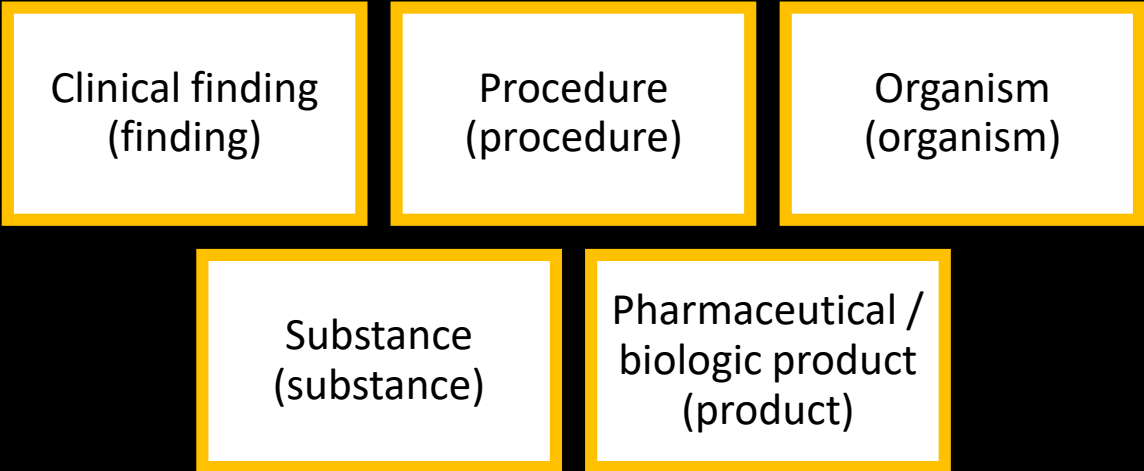 Clinical finding
(finding)
Procedure
(procedure)
Organism
(organism)
Substance
(substance)
Pharmaceutical /
biologic product
(product)